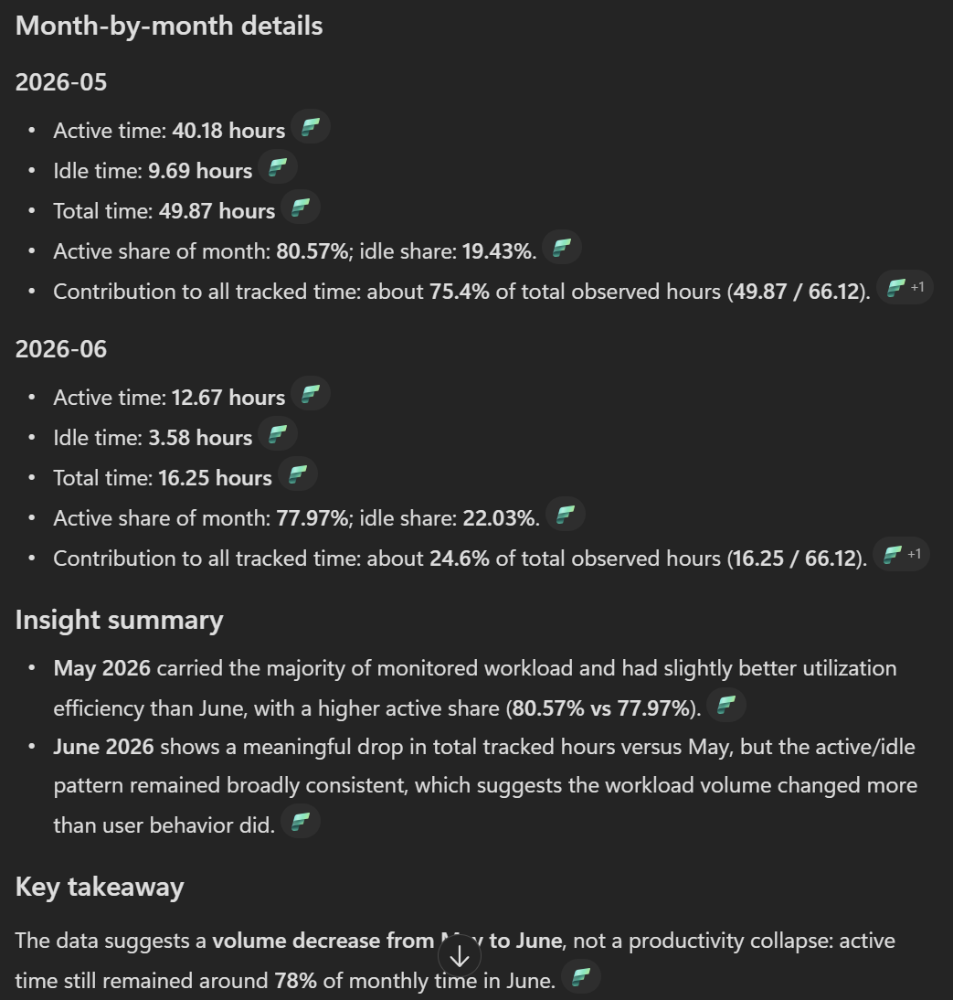 Month-by-month details
2026-05
• Active time: 40.18 hours
• Idle time: 9.69 hours
• Total time: 49.87 hours
• Active share of month: 80.57%; idle share: 19.43%.
• Contribution to all tracked time: about 75.4% of total observed hours (49.87 / 66.12). +1
2026-06
• Active time: 12.67 hours
• Idle time: 3.58 hours
• Total time: 16.25 hours
• Active share of month: 77.97%; idle share: 22.03%.
• Contribution to all tracked time: about 24.6% of total observed hours (16.25 / 66.12). +1
Insight summary
• May 2026 carried the majority of monitored workload and had slightly better utilization
efficiency than June, with a higher active share (80.57% vs 77.97%).
• June 2026 shows a meaningful drop in total tracked hours versus May, but the active/idle
pattern remained broadly consistent, which suggests the workload volume changed more
than user behavior did.
Key takeaway
The data suggests a volume decrease from May to June, not a productivity collapse: active
time still remained around 78% of monthly time in June.